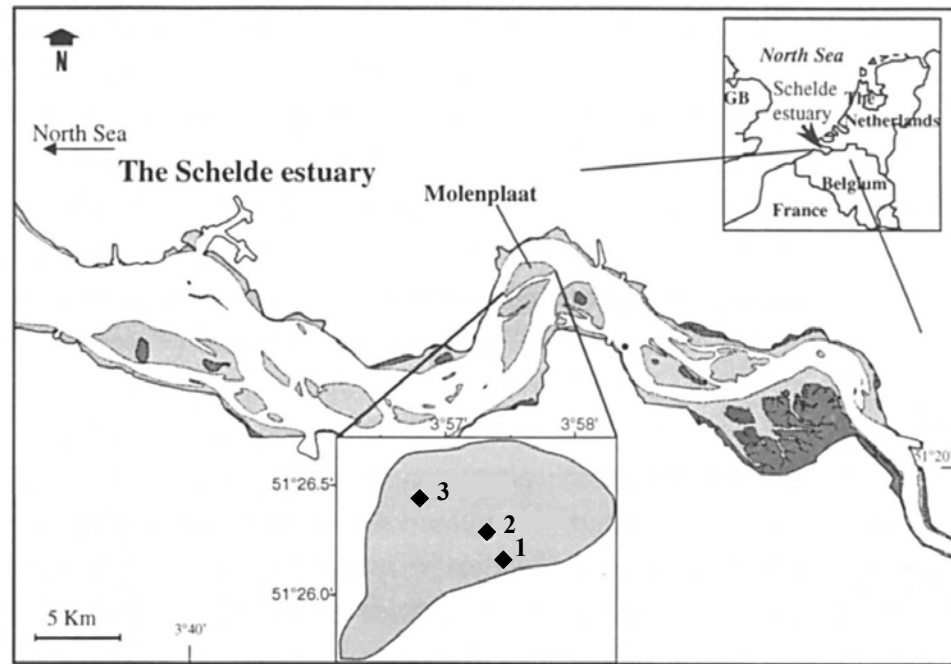 N
North Sea
The Schelde estuary
Molenplaat
North Sea
Schelde
estuary
GB
The
Netherlands
Belgium
France
3°57'
3°58'
51°26.5'
51°26.0'
3
2
1
51°20'
5 Km
3°40'